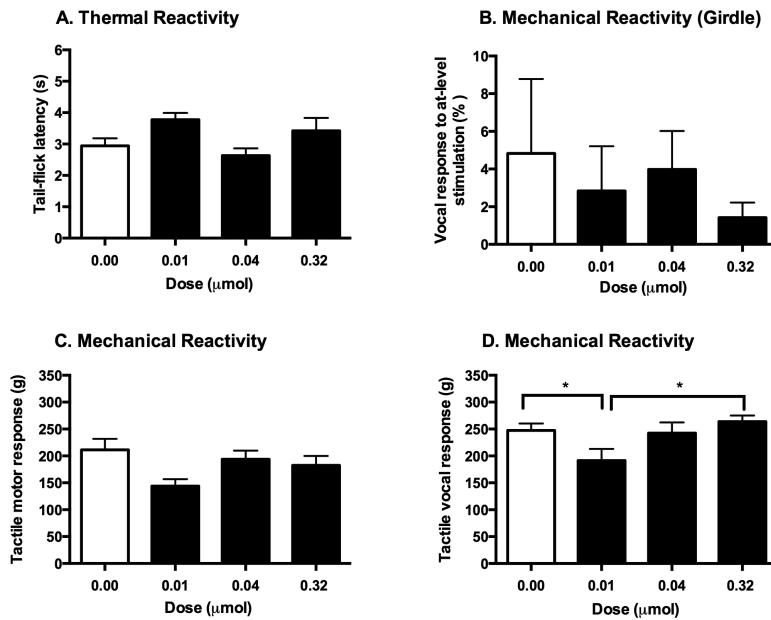 A. Thermal Reactivity
Tail-flick latency (s)
6
5
4
3
2
1
0
0.00 0.01 0.04 0.32
Dose (μmol)
B. Mechanical Reactivity (Girdle)
Vocal response to at-level
stimulation (% )
10
8
6
4
2
0
0.00 0.01 0.04 0.32
Dose (μmol)
C. Mechanical Reactivity
Tactile motor response (g)
350
300
250
200
150
100
50
0
0.00 0.01 0.04 0.32
Dose (μmol)
D. Mechanical Reactivity
Tactile vocal response (g)
350
300
250
200
150
100
50
0
* *
0.00 0.01 0.04 0.32
Dose (μmol)